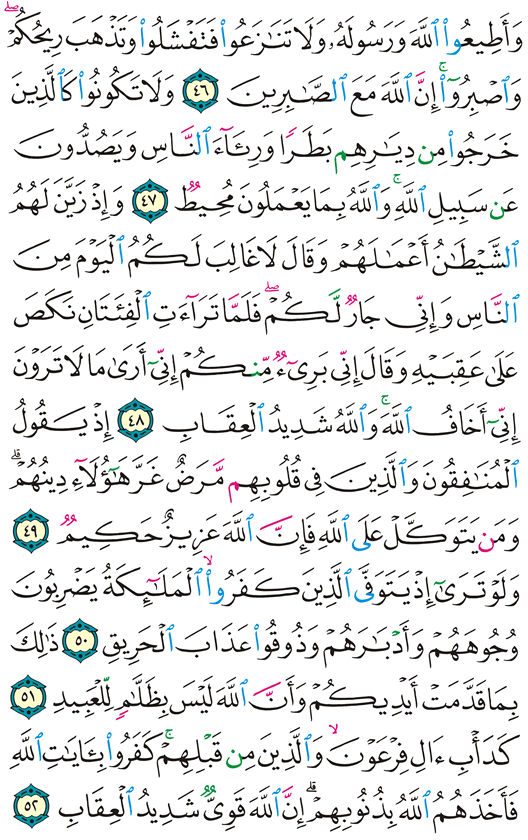 وَأَطِيعُوا۟ ٱللَّهَ وَرَسُولَهُۥ وَلَا تَنَٰزَعُوا۟ فَتَفْشَلُوا۟ وَتَذْهَبَ رِيحُكُمْ ۖ
وَٱصْبِرُوٓا۟ ۚ إِنَّ ٱللَّهَ مَعَ ٱلصَّٰبِرِينَ ٤٦ وَلَا تَكُونُوا۟ كَٱلَّذِينَ
خَرَجُوا۟ مِن دِيَٰرِهِم بَطَرًا وَرِئَآءَ ٱلنَّاسِ وَيَصُدُّونَ
عَن سَبِيلِ ٱللَّهِ ۚ وَٱللَّهُ بِمَا يَعْمَلُونَ مُحِيطٌ ٤٧ وَإِذْ زَيَّنَ لَهُمُ
ٱلشَّيْطَٰنُ أَعْمَٰلَهُمْ وَقَالَ لَا غَالِبَ لَكُمُ ٱلْيَوْمَ مِنَ
ٱلنَّاسِ وَإِنِّى جَارٌ لَّكُمْ ۖ فَلَمَّا تَرَآءَتِ ٱلْفِئَتَانِ نَكَصَ
عَلَىٰ عَقِبَيْهِ وَقَالَ إِنِّى بَرِىٓءٌ مِّنكُمْ إِنِّىٓ أَرَىٰ مَا لَا تَرَوْنَ
إِنِّىٓ أَخَافُ ٱللَّهَ ۚ وَٱللَّهُ شَدِيدُ ٱلْعِقَابِ ٤٨ إِذْ يَقُولُ
ٱلْمُنَٰفِقُونَ وَٱلَّذِينَ فِى قُلُوبِهِم مَّرَضٌ غَرَّ هَٰٓؤُلَآءِ دِينُهُمْ ۗ
وَمَن يَتَوَكَّلْ عَلَى ٱللَّهِ فَإِنَّ ٱللَّهَ عَزِيزٌ حَكِيمٌ ٤٩
وَلَوْ تَرَىٰٓ إِذْ يَتَوَفَّى ٱلَّذِينَ كَفَرُوا۟ ۙ ٱلْمَلَٰٓئِكَةُ يَضْرِبُونَ
وُجُوهَهُمْ وَأَدْبَٰرَهُمْ وَذُوقُوا۟ عَذَابَ ٱلْحَرِيقِ ٥٠ ذَٰلِكَ
بِمَا قَدَّمَتْ أَيْدِيكُمْ وَأَنَّ ٱللَّهَ لَيْسَ بِظَلَّٰمٍ لِّلْعَبِيدِ ٥١
كَدَأْبِ ءَالِ فِرْعَوْنَ ۙ وَٱلَّذِينَ مِن قَبْلِهِمْ ۚ كَفَرُوا۟ بِـَٔايَٰتِ ٱللَّهِ
فَأَخَذَهُمُ ٱللَّهُ بِذُنُوبِهِمْ ۗ إِنَّ ٱللَّهَ قَوِىٌّ شَدِيدُ ٱلْعِقَابِ ٥٢